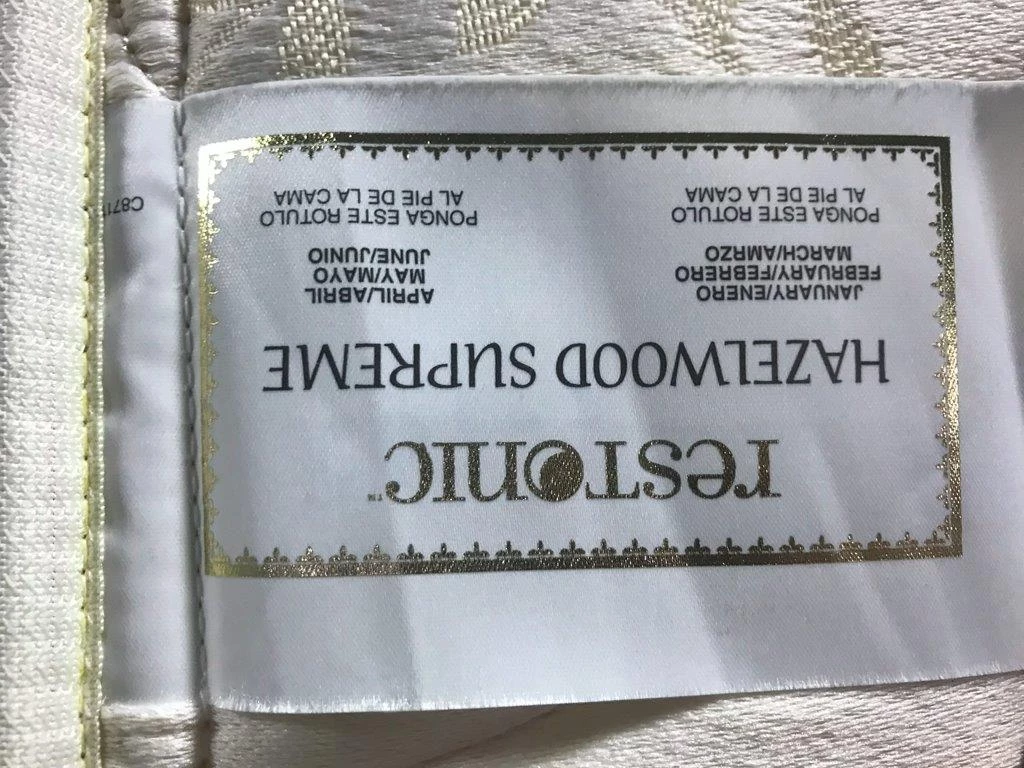 resTonic™
HAZELWOOD SUPREME
JANUARY/ENERO
FEBRUARY/FEBRERO
MARCH/AMRZO
PONGA ESTE ROTULO
AL PIE DE LA CAMA
APRIL/ABRIL
MAY/MAYO
JUNE/JUNIO
PONGA ESTE ROTULO
AL PIE DE LA CAMA